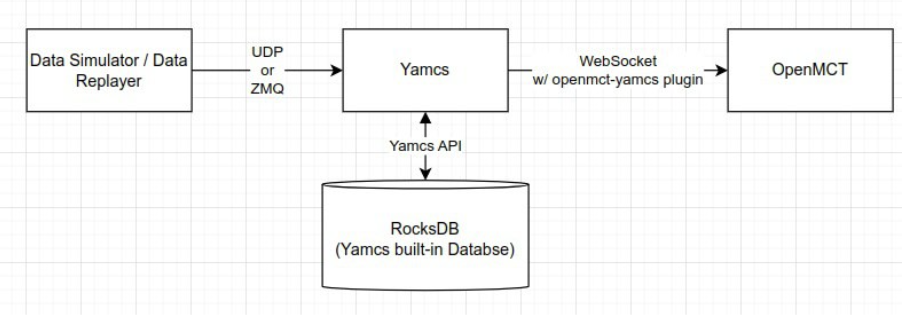 Data Simulator / Data
Replayer
UDP
or
ZMQ
Yamcs
WebSocket
w/ openmct-yamcs plugin
OpenMCT
Yamcs API
RocksDB
(Yamcs built-in Databse)